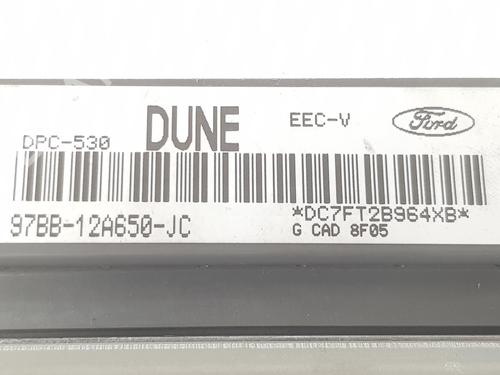 DPC-530 DUNE EEC-V Ford
97BB-12A650-JC *DC7FT2B964XB*
G CAD 8F05